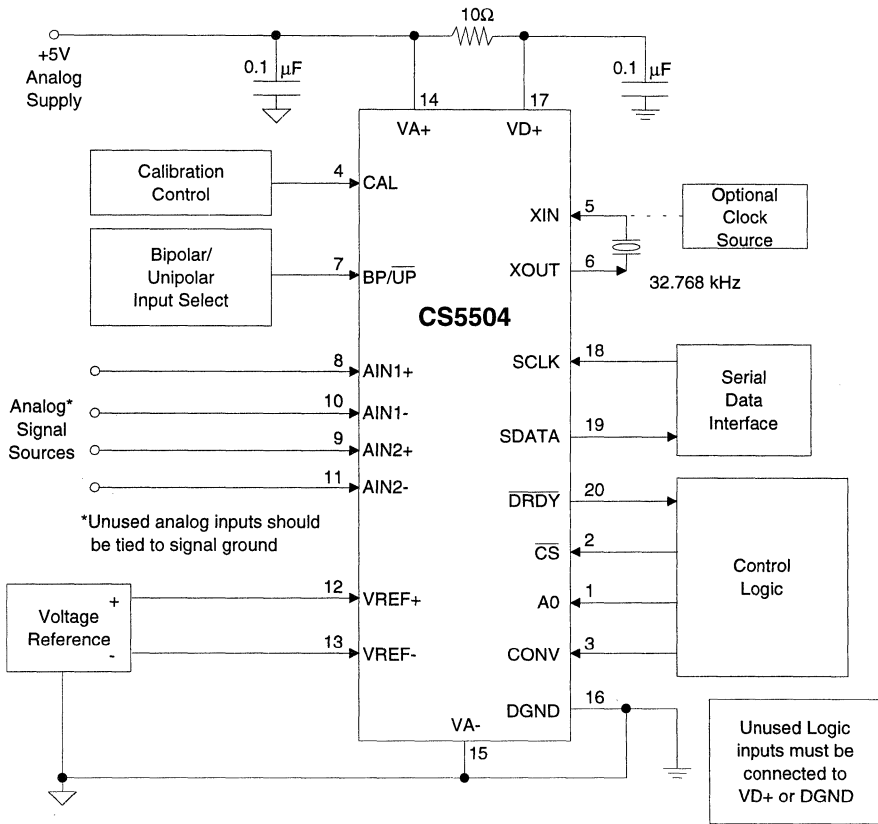 10Ω
+5V
Analog
Supply
0.1 µF
0.1 µF
14
17
VA+
VD+
Calibration
Control
4
CAL
Bipolar/
Unipolar
Input Select
7
BP/U̅P̅
XIN
5
Optional
Clock
Source
XOUT
6
32.768 kHz
CS5504
Analog*
Signal
Sources
8
AIN1+
10
AIN1-
9
AIN2+
11
AIN2-
*Unused analog inputs should
be tied to signal ground
SCLK
18
SDATA
19
Serial
Data
Interface
D̅R̅D̅Y̅
20
C̅S̅
2
A0
1
CONV
3
Control
Logic
Voltage
Reference
+
-
12
VREF+
13
VREF-
DGND
16
VA-
15
Unused Logic
inputs must be
connected to
VD+ or DGND